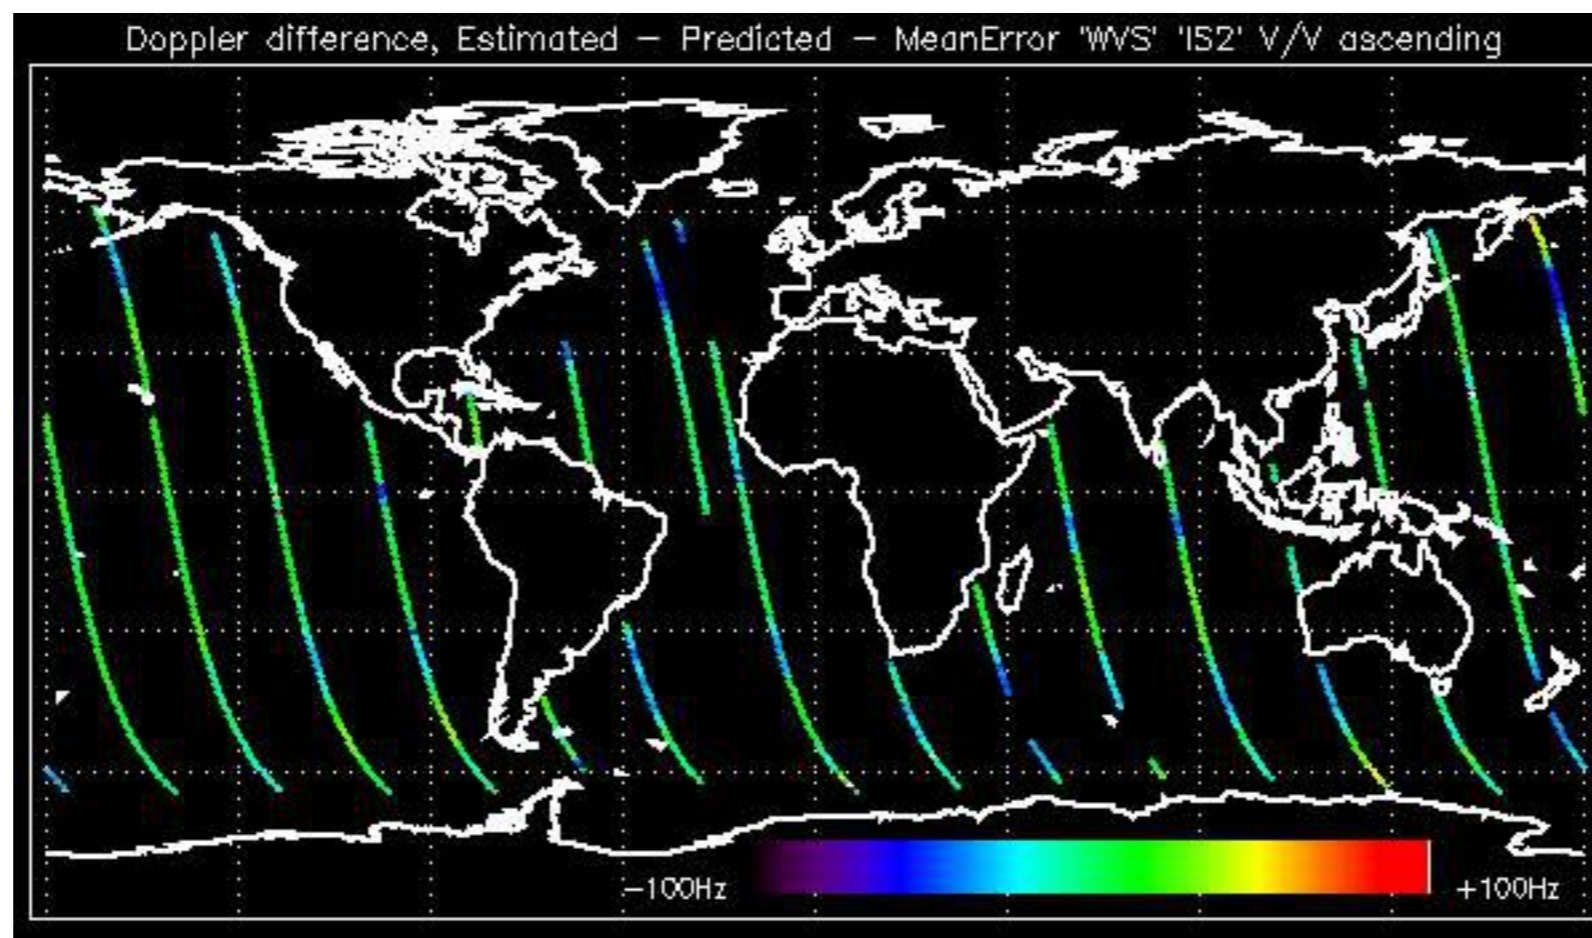 Doppler difference, Estimated – Predicted – MeanError 'WVS' 'IS2' V/V ascending
–100Hz +100Hz